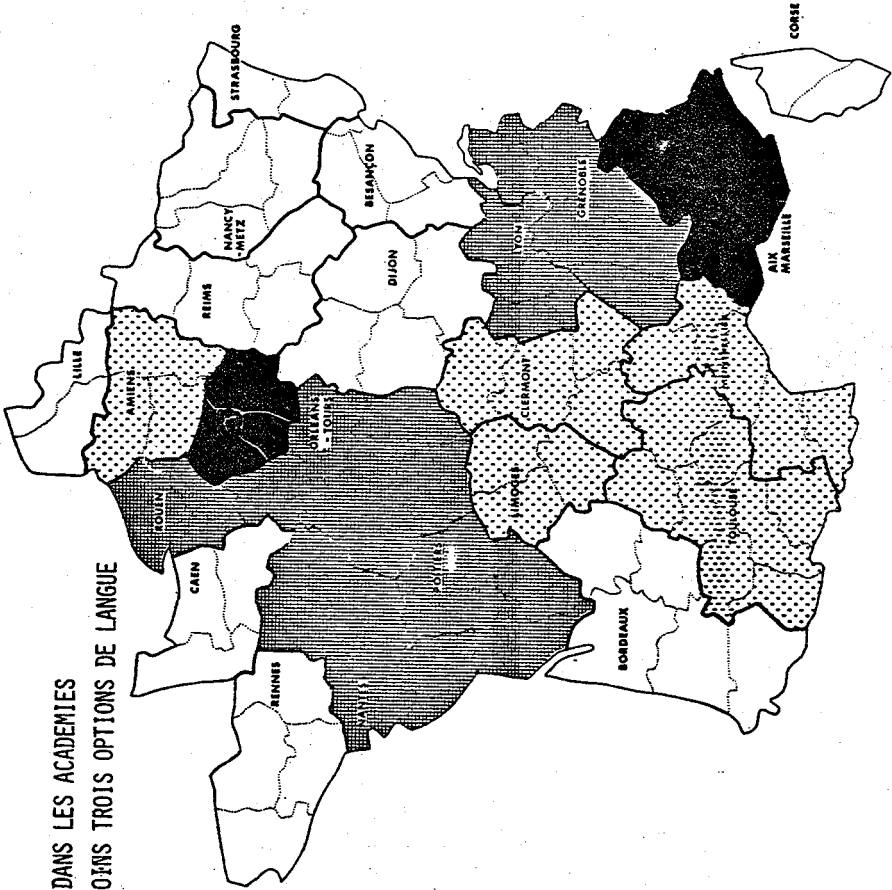 DANS LES ACADEMIES
OINS TROIS OPTIONS DE LANGUE
LILLE
AMIENS
ROUEN
CAEN
RENNES
NANTES
REIMS
NANCY
-METZ
STRASBOURG
ORLEANS
DIJON
BESANÇON
POITIERS
LIMOGES
CLERMONT
LYON
GRENOBLE
BORDEAUX
TOULOUSE
MONTPELLIER
AIX
MARSEILLE
CORSE